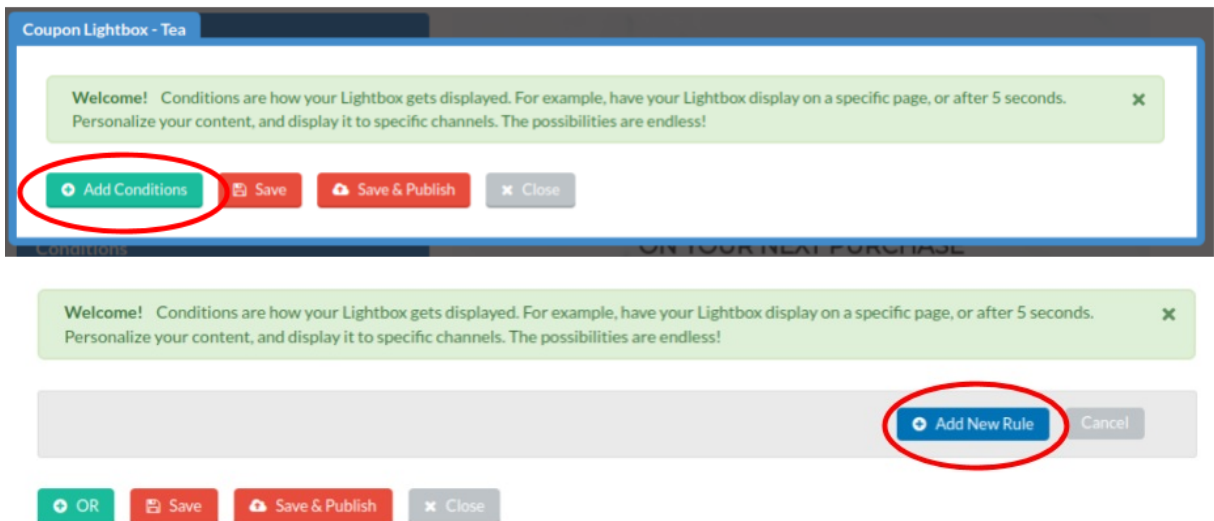 Coupon Lightbox - Tea
Welcome! Conditions are how your Lightbox gets displayed. For example, have your Lightbox display on a specific page, or after 5 seconds.
Personalize your content, and display it to specific channels. The possibilities are endless!
Add Conditions Save Save & Publish Close
Conditions ON YOUR NEXT PURCHASE
Welcome! Conditions are how your Lightbox gets displayed. For example, have your Lightbox display on a specific page, or after 5 seconds.
Personalize your content, and display it to specific channels. The possibilities are endless!
Add New Rule Cancel
OR Save Save & Publish Close